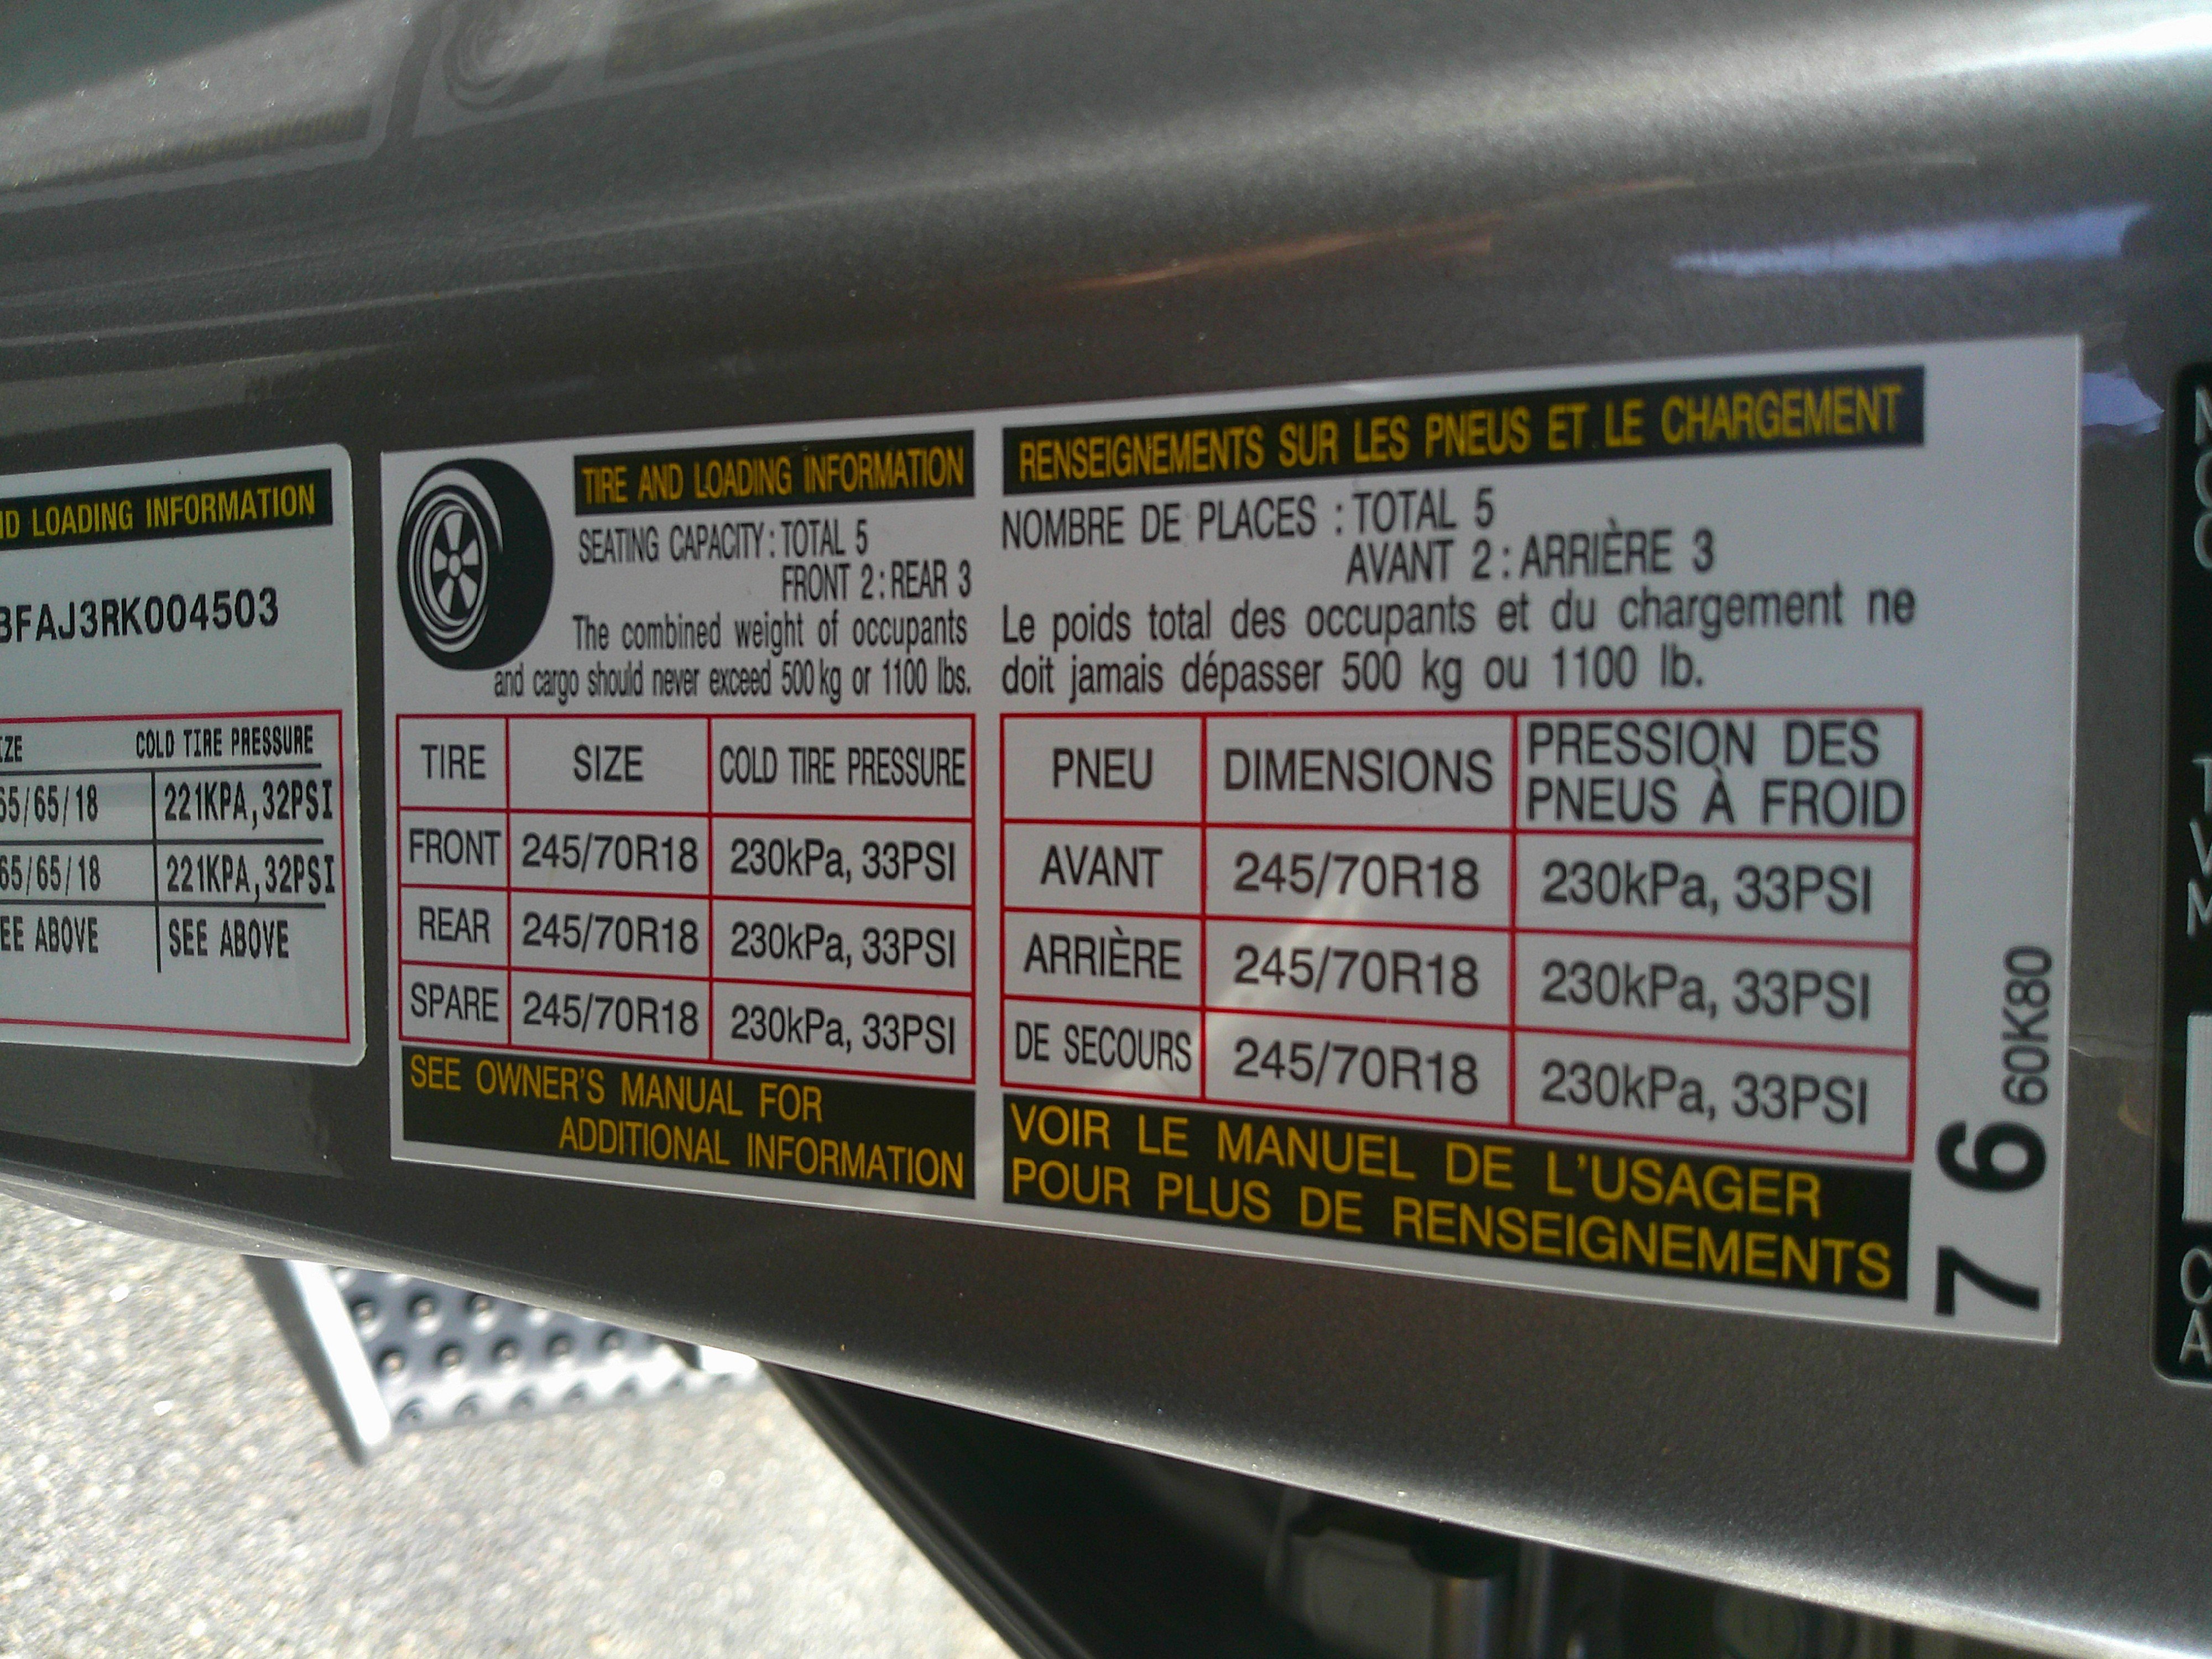 LOADING INFORMATION
COLD TIRE PRESSURE
65/65/18 221KPA,32PSI
65/65/18 221KPA,32PSI
SEE ABOVE SEE ABOVE
TIRE AND LOADING INFORMATION
SEATING CAPACITY: TOTAL 5
FRONT 2: REAR 3
The combined weight of occupants
and cargo should never exceed 500 kg or 1100 lbs.
TIRE SIZE COLD TIRE PRESSURE
FRONT 245/70R18 230kPa, 33PSI
REAR 245/70R18 230kPa, 33PSI
SPARE 245/70R18 230kPa, 33PSI
SEE OWNER'S MANUAL FOR
ADDITIONAL INFORMATION
RENSEIGNEMENTS SUR LES PNEUS ET LE CHARGEMENT
NOMBRE DE PLACES : TOTAL 5
AVANT 2 : ARRIÈRE 3
Le poids total des occupants et du chargement ne
doit jamais dépasser 500 kg ou 1100 lb.
PNEU DIMENSIONS PRESSION DES
PNEUS À FROID
AVANT 245/70R18 230kPa, 33PSI
ARRIÈRE 245/70R18 230kPa, 33PSI
DE SECOURS 245/70R18 230kPa, 33PSI
VOIR LE MANUEL DE L'USAGER
POUR PLUS DE RENSEIGNEMENTS
7 6 60K80